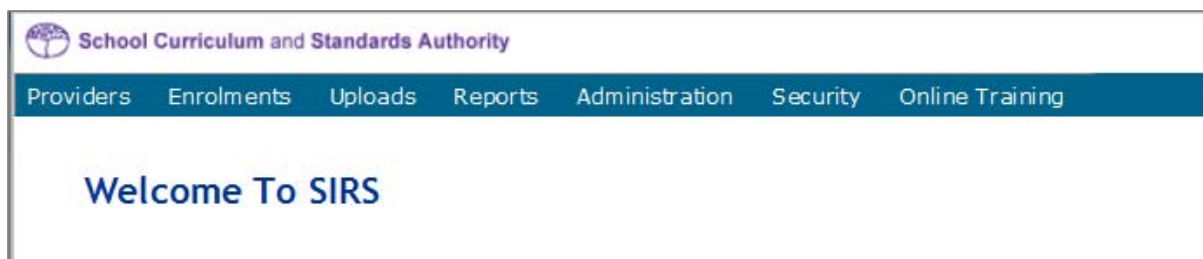 School Curriculum and Standards Authority
Providers Enrolments Uploads Reports Administration Security Online Training
Welcome To SIRS